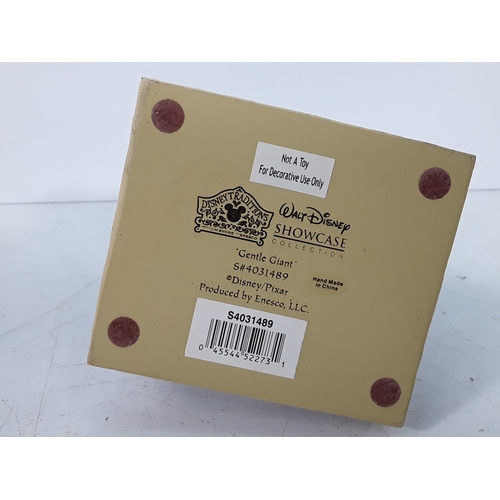 Not A Toy
For Decorative Use Only
DISNEY TRADITIONS
WALT DISNEY
SHOWCASE
COLLECTION
"Gentle Giant"
S#4031489
©Disney/Pixar
Produced by Enesco, LLC.
Hand Made
in China
S4031489
0 45544 52273 1